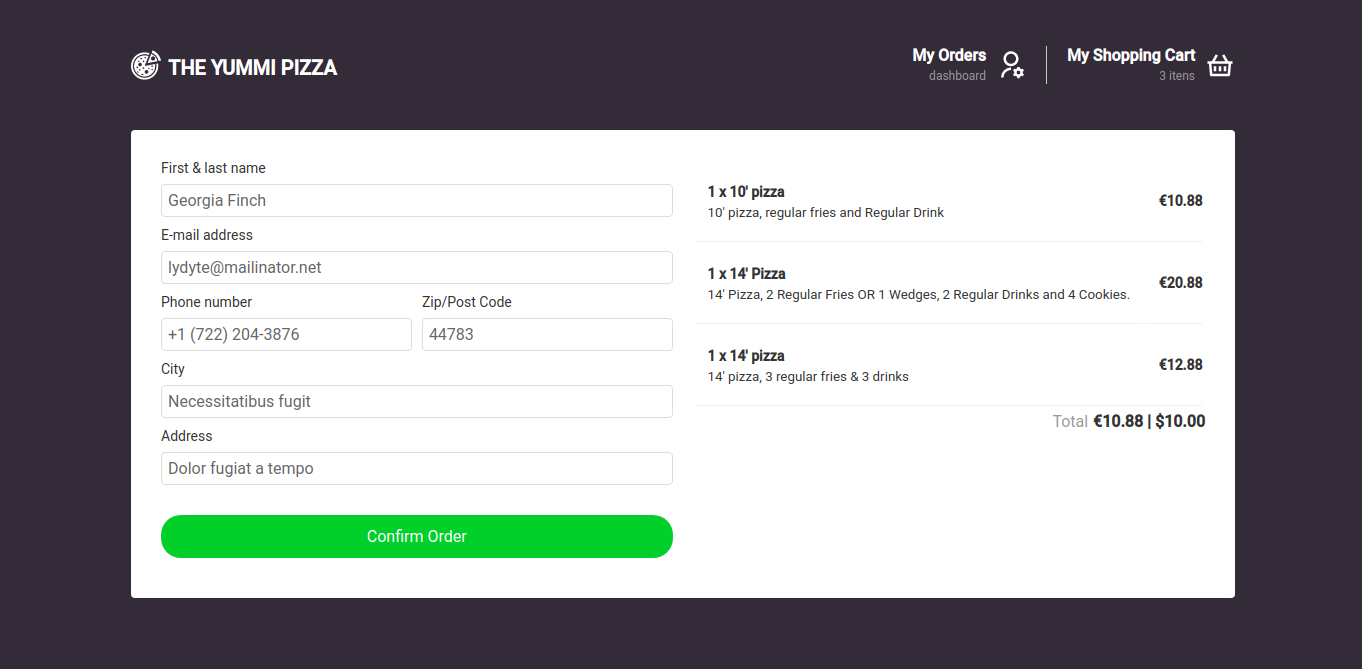 THE YUMMI PIZZA
My Orders
dashboard
My Shopping Cart
3 itens
First & last name
Georgia Finch
E-mail address
lydyte@mailinator.net
Phone number
Zip/Post Code
+1 (722) 204-3876
44783
City
Necessitatibus fugit
Address
Dolor fugiat a tempo
Confirm Order
1 x 10' pizza
10' pizza, regular fries and Regular Drink
€10.88
1 x 14' Pizza
14' Pizza, 2 Regular Fries OR 1 Wedges, 2 Regular Drinks and 4 Cookies.
€20.88
1 x 14' pizza
14' pizza, 3 regular fries & 3 drinks
€12.88
Total €10.88 | $10.00